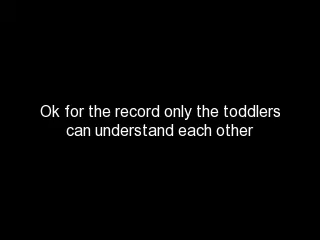 Ok for the record only the toddlers
can understand each other